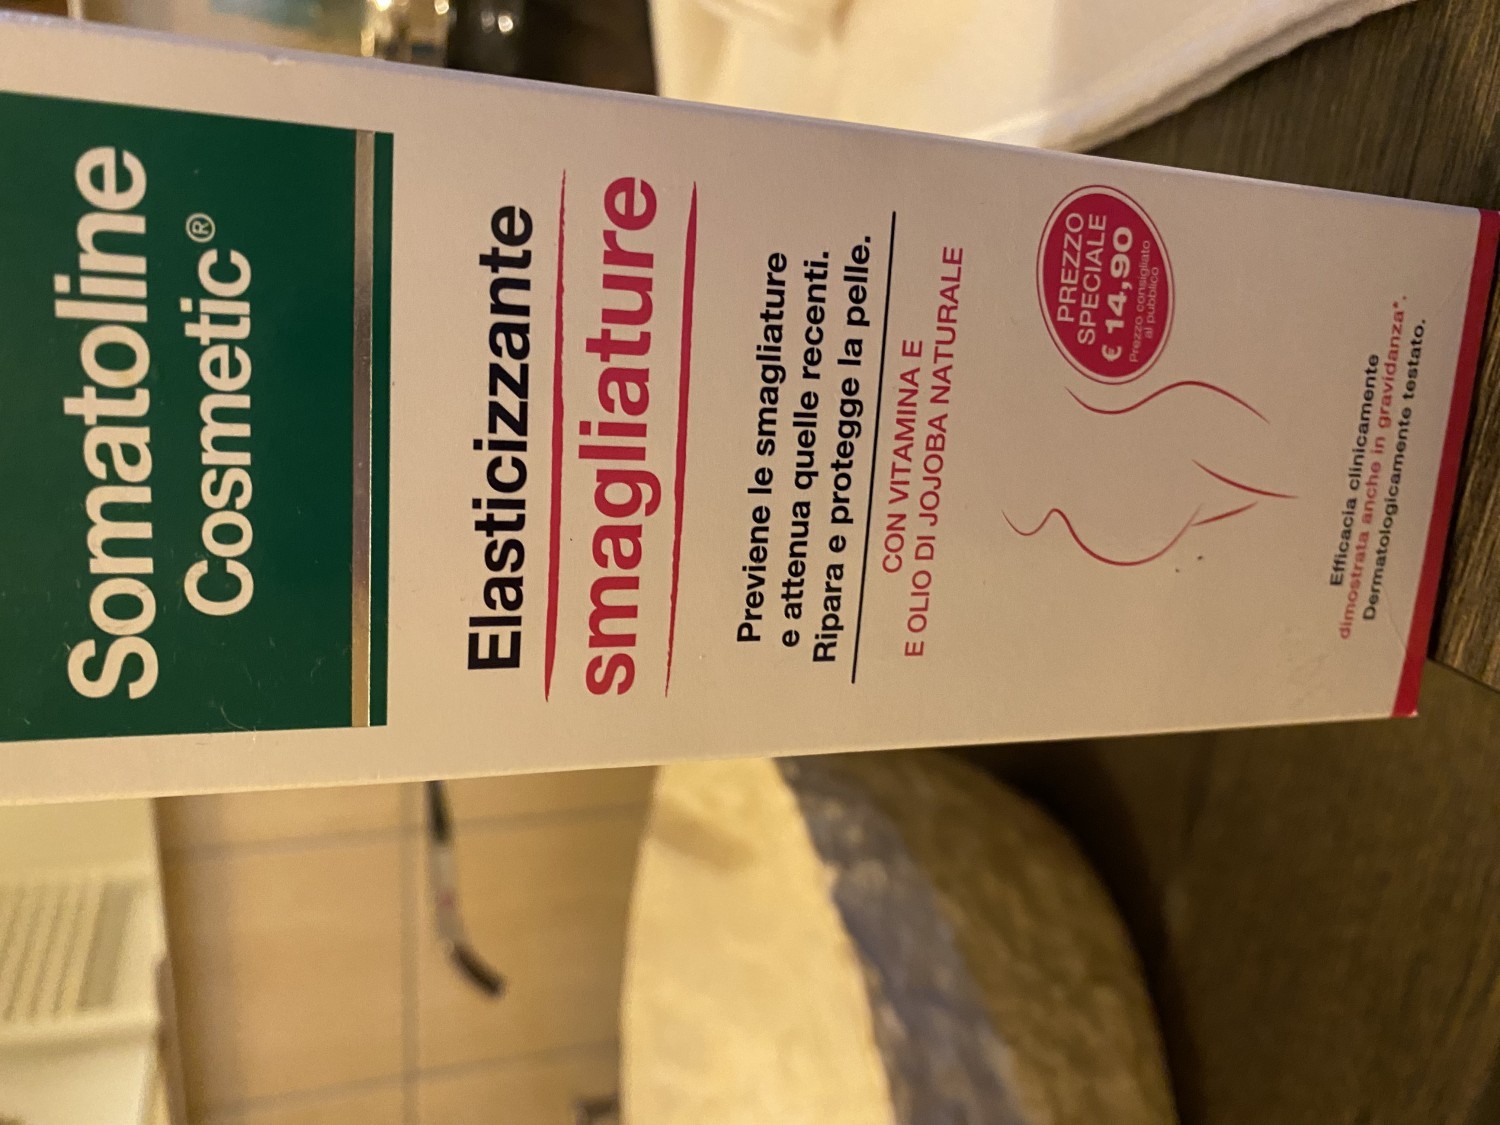 Somatoline
Cosmetic®
Elasticizzante
smagliature
Previene le smagliature
e attenua quelle recenti.
Ripara e protegge la pelle.
CON VITAMINA E
E OLIO DI JOJOBA NATURALE
PREZZO
SPECIALE
€ 14,90
Prezzo consigliato
al pubblico
Efficacia clinicamente
dimostrata anche in gravidanza*.
Dermatologicamente testato.